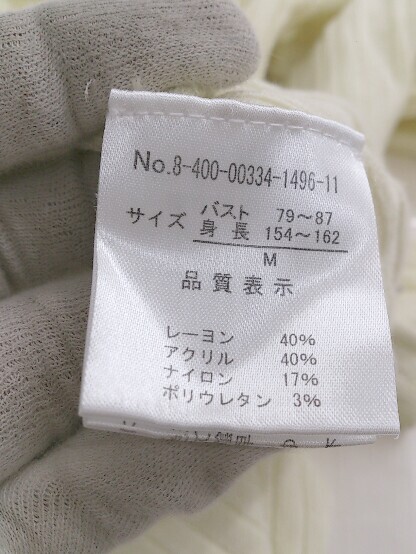 No.8-400-00334-1496-11
サイズ バスト 79～87
身長 154～162
M
品質表示
レーヨン 40%
アクリル 40%
ナイロン 17%
ポリウレタン 3%